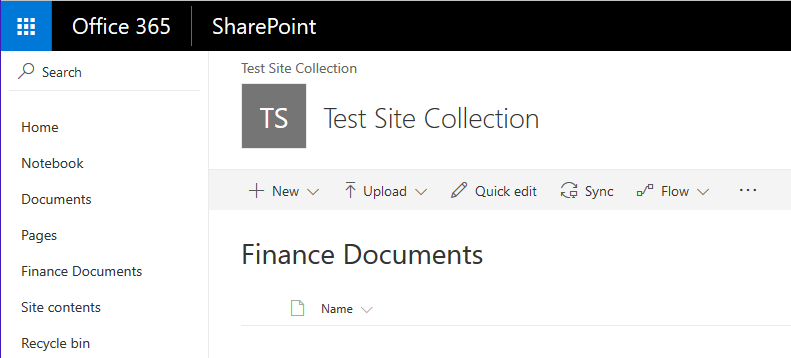 Office 365 SharePoint
Search
Home
Notebook
Documents
Pages
Finance Documents
Site contents
Recycle bin
Test Site Collection
TS Test Site Collection
New Upload Quick edit Sync Flow ...
Finance Documents
Name